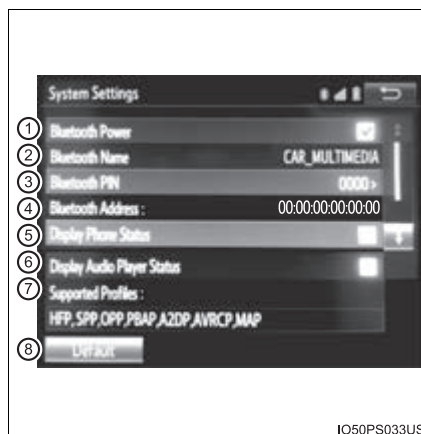 System Settings
1 Bluetooth Power
2 Bluetooth Name CAR_MULTIMEDIA
3 Bluetooth PIN 0000 >
4 Bluetooth Address : 00:00:00:00:00:00
5 Display Phone Status
6 Display Audio Player Status
7 Supported Profiles :
HFP, SPP, OPP, PBAP, A2DP, AVRCP, MAP
8 Default
IO50PS033US